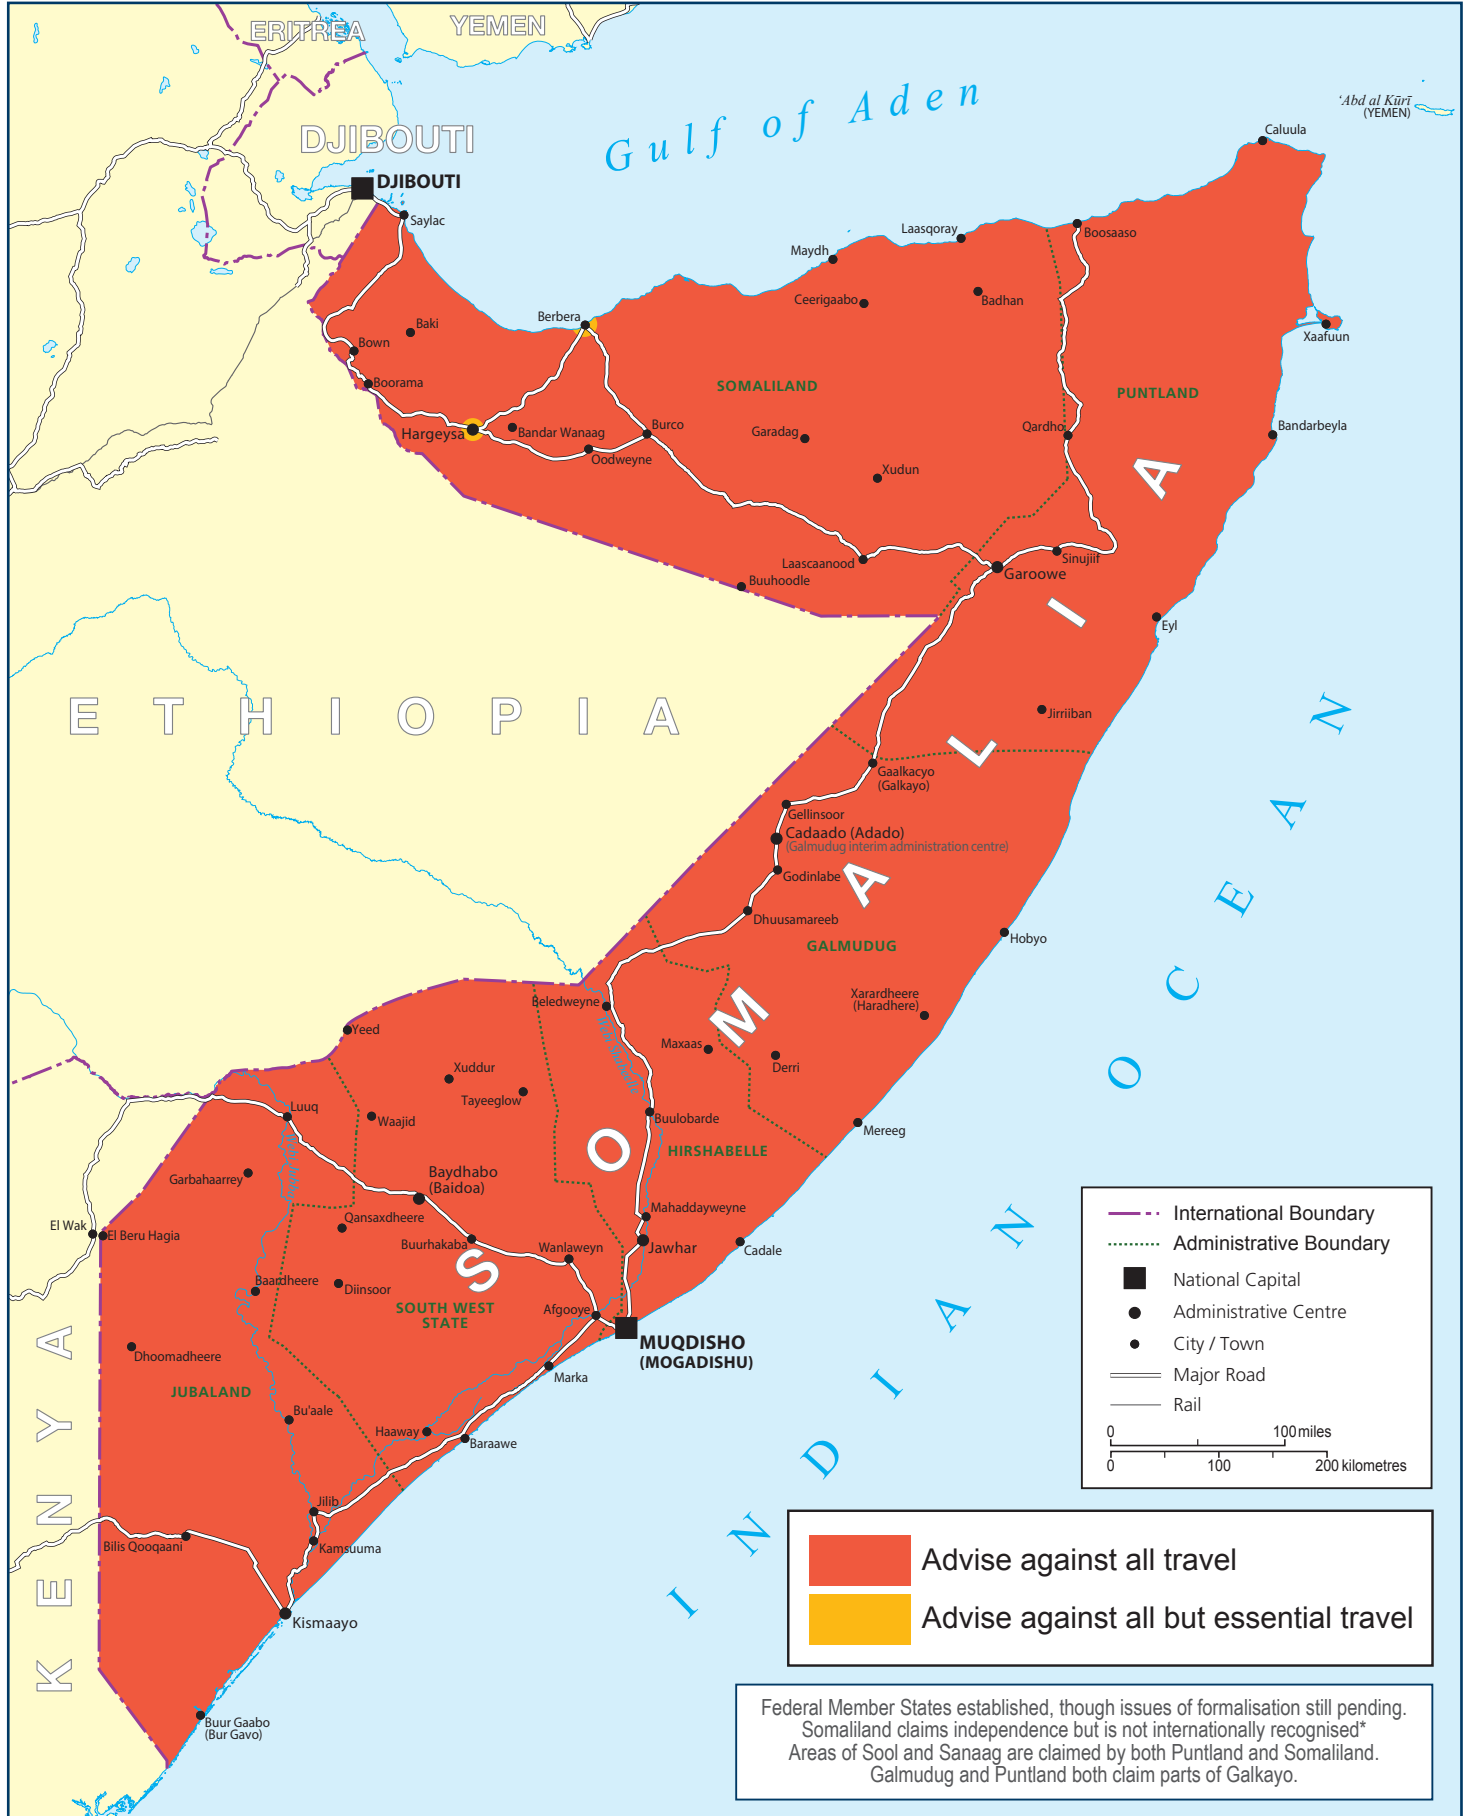 ERITREA
YEMEN
Gulf of Aden
'Abd al Kūrī
(YEMEN)
DJIBOUTI
DJIBOUTI
Caluula
Saylac
Laasqoray
Boosaaso
Maydh
Ceerigaabo
Badhan
Berbera
Baki
Xaafuun
Bown
Boorama
SOMALILAND
PUNTLAND
Hargeysa
Bandar Wanaag
Burco
Garadag
Qardho
Bandarbeyla
Oodweyne
Xudun
Laascaanood
Sinujiif
Buuhoodle
Garoowe
Eyl
ETHIOPIA
Jirriiban
Gaalkacyo
(Galkayo)
Gellinsoor
Cadaado (Adado)
(Galmudug interim administration centre)
Godinlabe
Dhuusamareeb
GALMUDUG
Hobyo
SOMALIA
INDIAN OCEAN
Beledweyne
Xarardheere
(Haradhere)
Yeed
Maxaas
Derri
Xuddur
Tayeeglow
Luuq
Waajid
Buulobarde
Mereeg
HIRSHABELLE
Garbahaarrey
Baydhabo
(Baidoa)
Mahaddayweyne
Qansaxdheere
El Wak
El Beru Hagia
Buurhakaba
Wanlaweyn
Jawhar
Cadale
Baardheere
Diinsoor
SOUTH WEST
STATE
Afgooye
MUQDISHO
(MOGADISHU)
Dhoomadheere
Marka
JUBALAND
Bu'aale
Haaway
Baraawe
KENYA
Jilib
Bilis Qooqaani
Kamsuuma
Kismaayo
Buur Gaabo
(Bur Gavo)
International Boundary
Administrative Boundary
National Capital
Administrative Centre
City / Town
Major Road
Rail
0 100 miles
0 100 200 kilometres
Advise against all travel
Advise against all but essential travel
Federal Member States established, though issues of formalisation still pending.
Somaliland claims independence but is not internationally recognised*
Areas of Sool and Sanaag are claimed by both Puntland and Somaliland.
Galmudug and Puntland both claim parts of Galkayo.